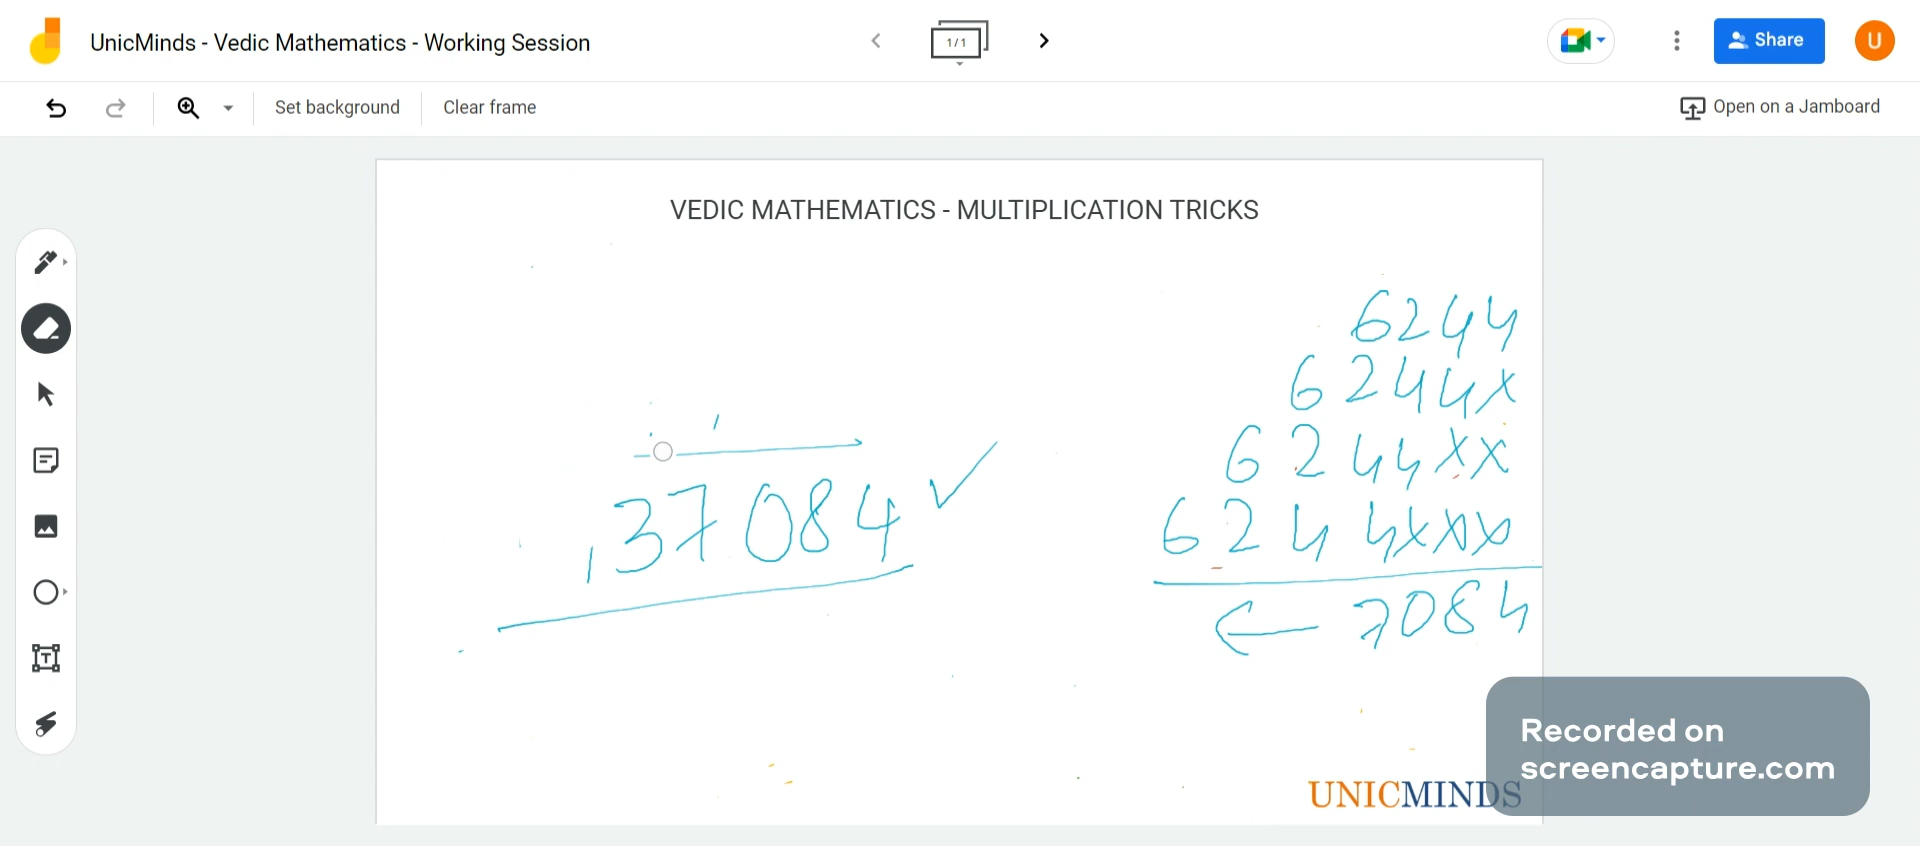 UnicMinds - Vedic Mathematics - Working Session
1/1
Share
U
Set background
Clear frame
Open on a Jamboard
VEDIC MATHEMATICS - MULTIPLICATION TRICKS
6244
6244x
6244xx
6244xxx
7084
37084
UNICMINDS
Recorded on
screencapture.com